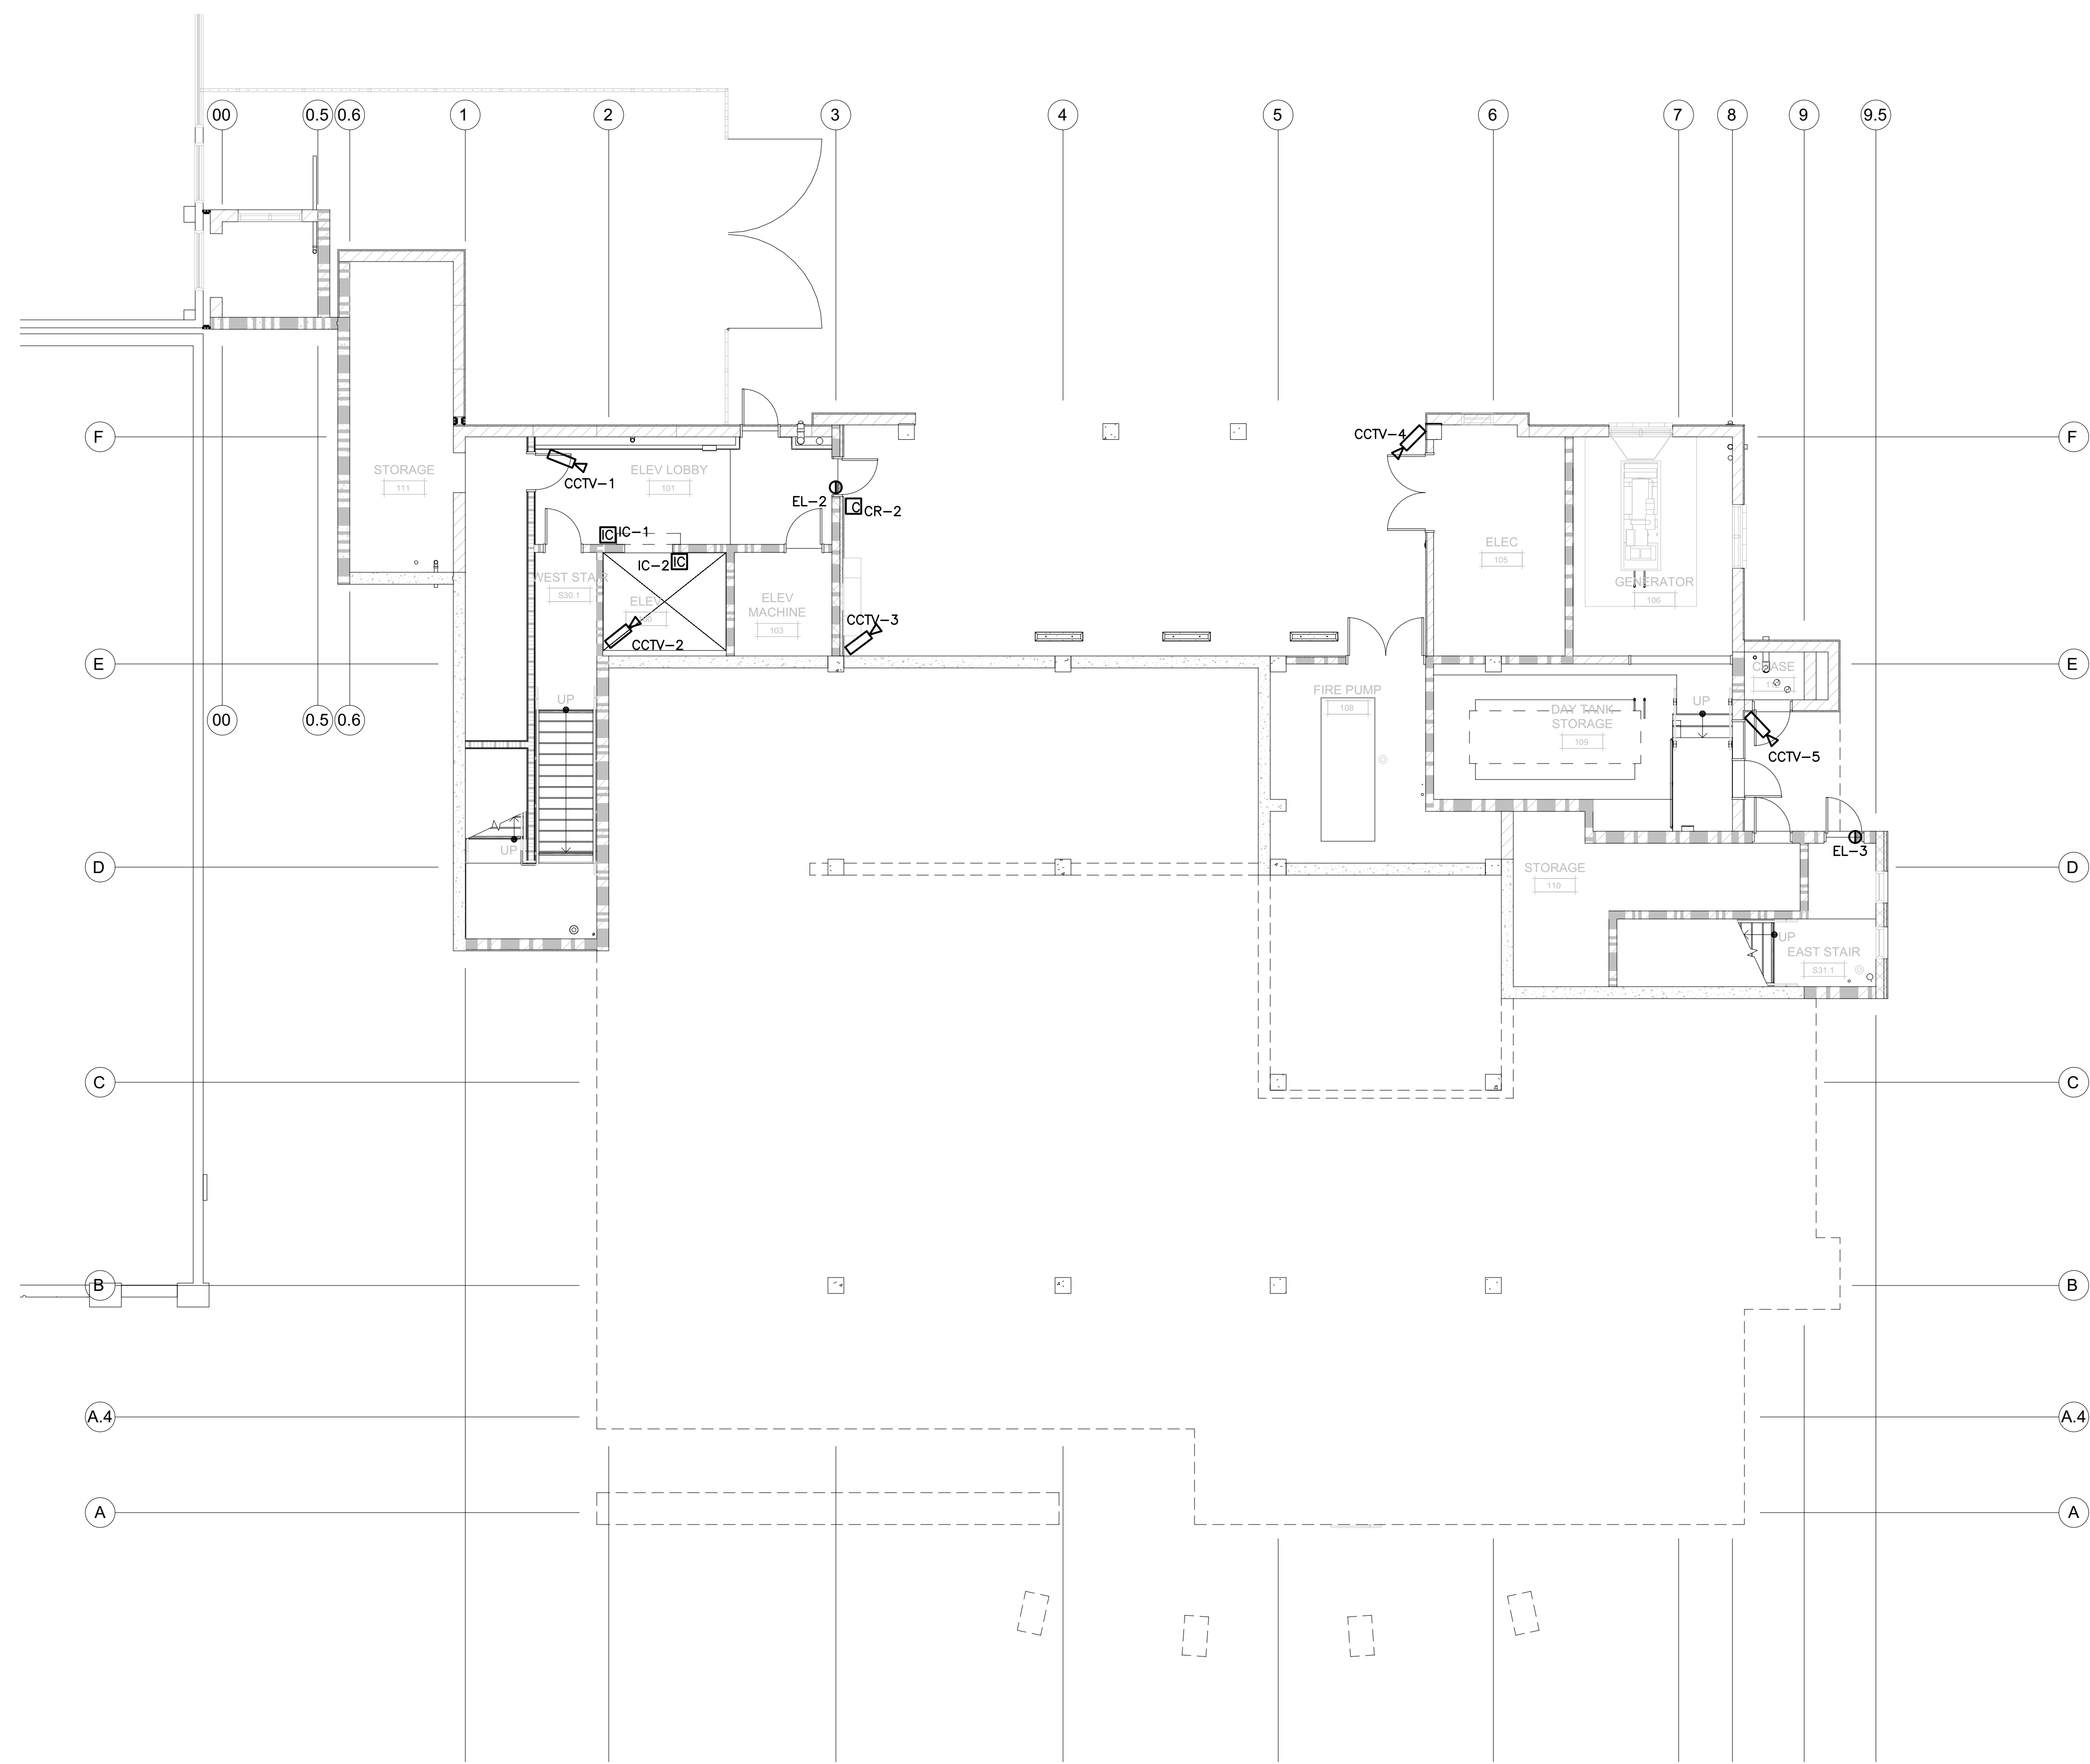 00
0.5
0.6
1
2
3
4
5
6
7
8
9
9.5
F
F
CCTV-4
STORAGE
111
ELEV LOBBY
101
CCTV-1
EL-2
C
CR-2
IC
IC-1
IC-2
IC
ELEC
105
WEST STAIR
S30.1
ELEV
ELEV
MACHINE
103
GENERATOR
106
CCTV-3
CCTV-2
E
E
CHASE
UP
FIRE PUMP
108
UP
00
0.5
0.6
DAY TANK
STORAGE
109
CCTV-5
UP
EL-3
D
STORAGE
110
D
UP
EAST STAIR
S31.1
C
C
B
B
A.4
A.4
A
A